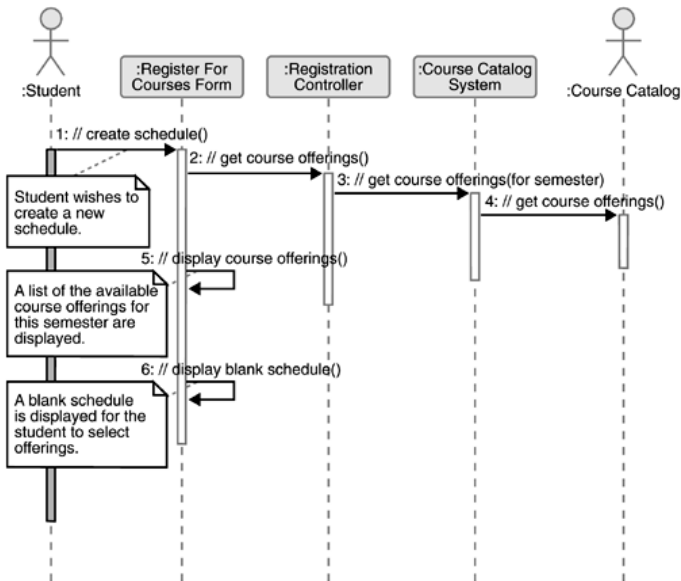 :Student
:Register For
Courses Form
:Registration
Controller
:Course Catalog
System
:Course Catalog
1: // create schedule()
2: // get course offerings()
3: // get course offerings(for semester)
4: // get course offerings()
Student wishes to
create a new
schedule.
5: // display course offerings()
A list of the available
course offerings for
this semester are
displayed.
6: // display blank schedule()
A blank schedule
is displayed for the
student to select
offerings.